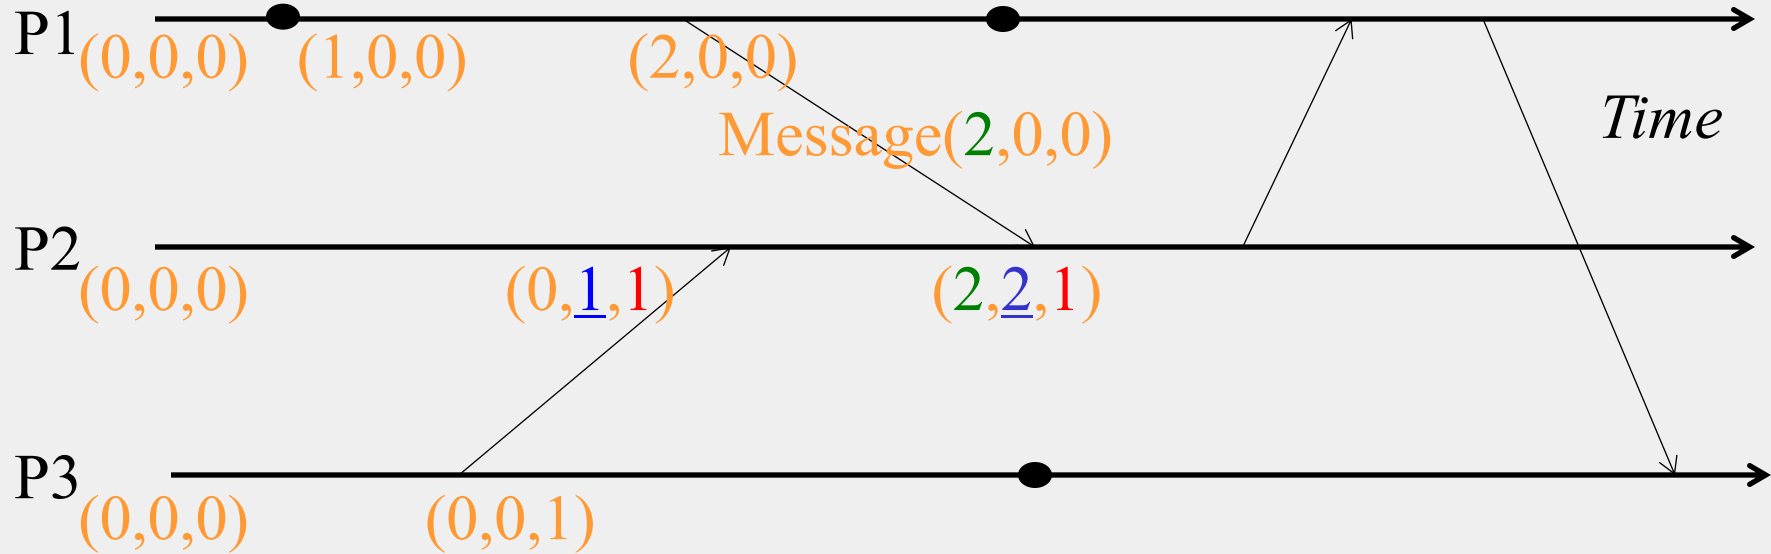 P1
(0,0,0) (1,0,0) (2,0,0)
Message(2,0,0)
Time
P2
(0,0,0) (0,1,1) (2,2,1)
P3
(0,0,0) (0,0,1)